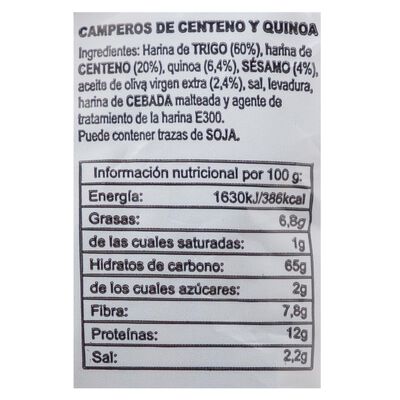 CAMPEROS DE CENTENO Y QUINOA
Ingredientes: Harina de TRIGO (60%), harina de
CENTENO (20%), quinoa (6,4%), SÉSAMO (4%),
aceite de oliva virgen extra (2,4%), sal, levadura,
harina de CEBADA malteada y agente de
tratamiento de la harina E300.
Puede contener trazas de SOJA.
Información nutricional por 100 g:
Energía: 1630kJ/386kcal
Grasas: 6,8g
de las cuales saturadas: 1g
Hidratos de carbono: 65g
de los cuales azúcares: 2g
Fibra: 7,8g
Proteínas: 12g
Sal: 2,2g